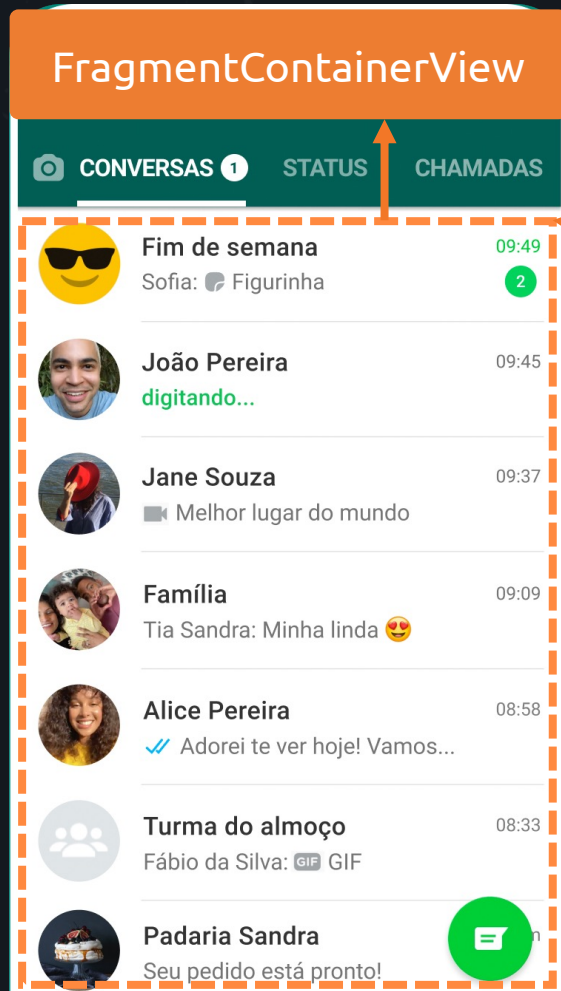 FragmentContainerView
CONVERSAS 1 STATUS CHAMADAS
Fim de semana 09:49
Sofia: Figurinha 2
João Pereira 09:45
digitando...
Jane Souza 09:37
Melhor lugar do mundo
Família 09:09
Tia Sandra: Minha linda 😍
Alice Pereira 08:58
Adorei te ver hoje! Vamos...
Turma do almoço 08:33
Fábio da Silva: GIF GIF
Padaria Sandra
Seu pedido está pronto!